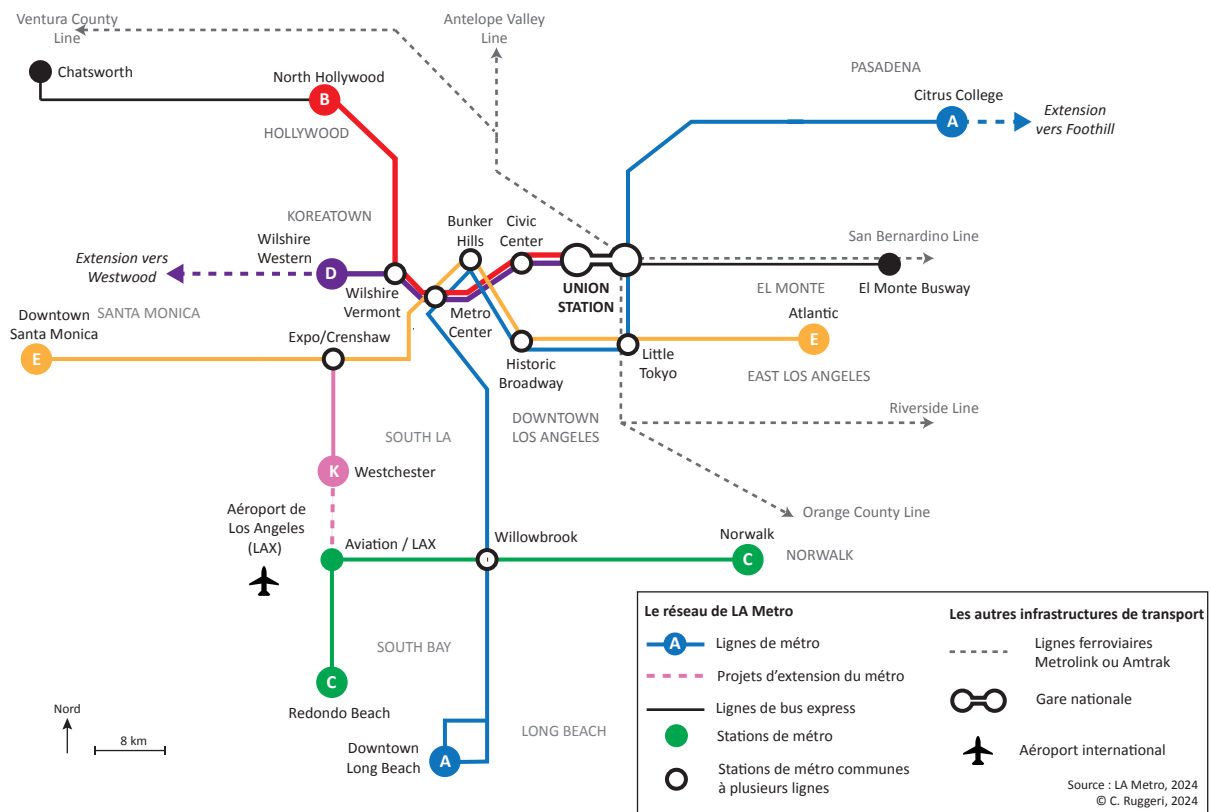 Ventura County
Line
Antelope Valley
Line
PASADENA
Chatsworth
North Hollywood
B
HOLLYWOOD
Citrus College
A
Extension
vers Foothill
KOREATOWN
Wilshire
Western
D
Extension vers
Westwood
Wilshire
Vermont
Bunker
Hills
Civic
Center
UNION
STATION
San Bernardino Line
El Monte Busway
EL MONTE
Metro
Center
SANTA MONICA
Downtown
Santa Monica
E
Expo/Crenshaw
Historic
Broadway
Little
Tokyo
Atlantic
E
EAST LOS ANGELES
DOWNTOWN
LOS ANGELES
Riverside Line
SOUTH LA
K
Westchester
Aéroport de
Los Angeles
(LAX)
Aviation / LAX
Willowbrook
Orange County Line
Norwalk
C
NORWALK
SOUTH BAY
C
Redondo Beach
LONG BEACH
Downtown
Long Beach
A
Nord
8 km
Le réseau de LA Metro
A
Lignes de métro
Projets d'extension du métro
Lignes de bus express
Stations de métro
Stations de métro communes
à plusieurs lignes
Les autres infrastructures de transport
Lignes ferroviaires
Metrolink ou Amtrak
Gare nationale
Aéroport international
Source : LA Metro, 2024
© C. Ruggeri, 2024